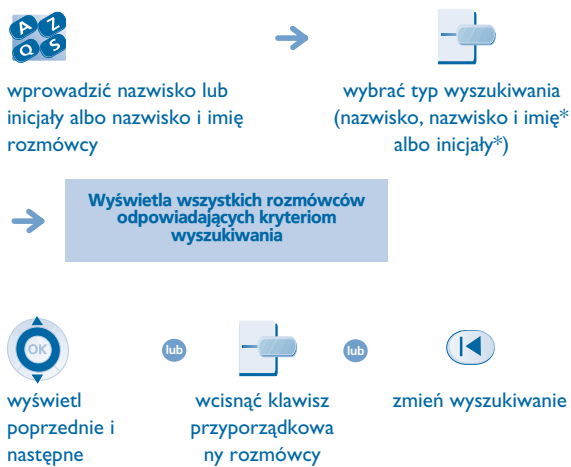 A Z
Q S
wprowadzić nazwisko lub
inicjały albo nazwisko i imię
rozmówcy
wybrać typ wyszukiwania
(nazwisko, nazwisko i imię*
albo inicjały*)
Wyświetla wszystkich rozmówców
odpowiadających kryteriom
wyszukiwania
OK
lub
lub
wyświetl
poprzednie i
następne
wcisnąć klawisz
przyporządkowa
ny rozmówcy
zmień wyszukiwanie